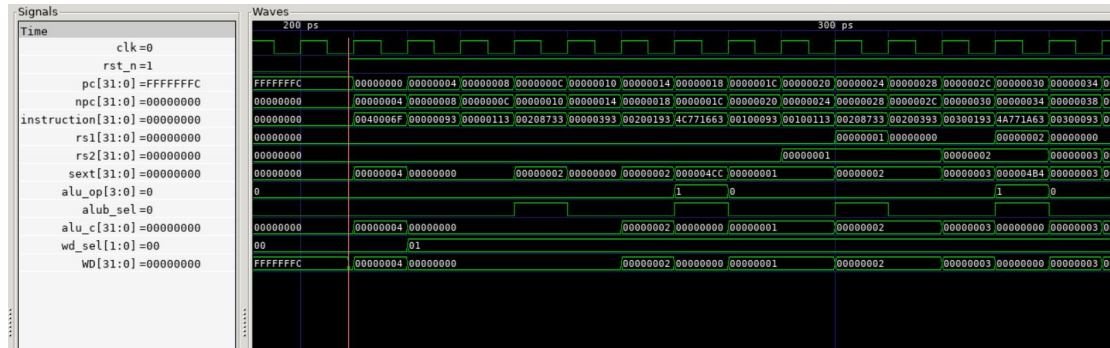 Signals
Waves
Time
200 ps 300 ps
clk=0
rst_n=1
pc[31:0]=FFFFFFFC FFFFFFFC 00000000 00000004 00000008 0000000C 00000010 00000014 00000018 0000001C 00000020 00000024 00000028 0000002C 00000030 00000034 0
npc[31:0]=00000000 00000000 00000004 00000008 0000000C 00000010 00000014 00000018 0000001C 00000020 00000024 00000028 0000002C 00000030 00000034 00000038 0
instruction[31:0]=00000000 00000000 0040006F 00000093 00000113 00208733 00000393 00200193 4C771663 00100093 00100113 00208733 00200393 00300193 4A771A63 00300093 00
rs1[31:0]=00000000 00000000 00000001 00000000 00000002 00000000
rs2[31:0]=00000000 00000000 00000001 00000002 00000003 0
sext[31:0]=00000000 00000000 00000004 00000000 00000002 00000000 00000002 000004CC 00000001 00000002 00000003 000004B4 00000003 0
alu_op[3:0]=0 0 1 0 1 0
alub_sel=0
alu_c[31:0]=00000000 00000000 00000004 00000000 00000002 00000000 00000001 00000002 00000003 00000000 00000003 0
wd_sel[1:0]=00 00 01
WD[31:0]=00000000 FFFFFFFC 00000004 00000000 00000002 00000000 00000001 00000002 00000003 00000000 00000003 0